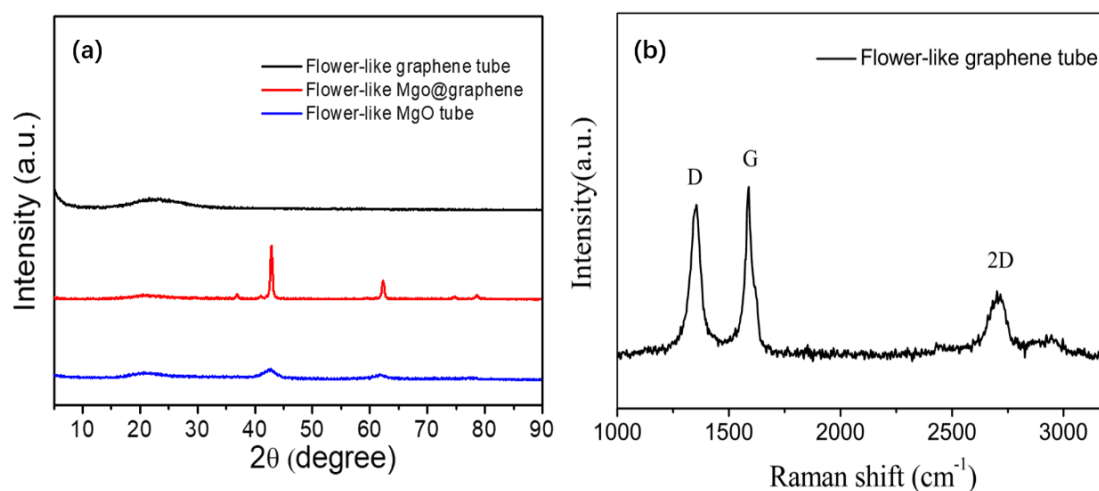 (a)
Flower-like graphene tube
Flower-like Mgo@graphene
Flower-like MgO tube
Intensity (a.u.)
10 20 30 40 50 60 70 80 90
2θ (degree)
(b)
Flower-like graphene tube
D
G
2D
Intensity(a.u.)
1000 1500 2000 2500 3000
Raman shift (cm⁻¹)